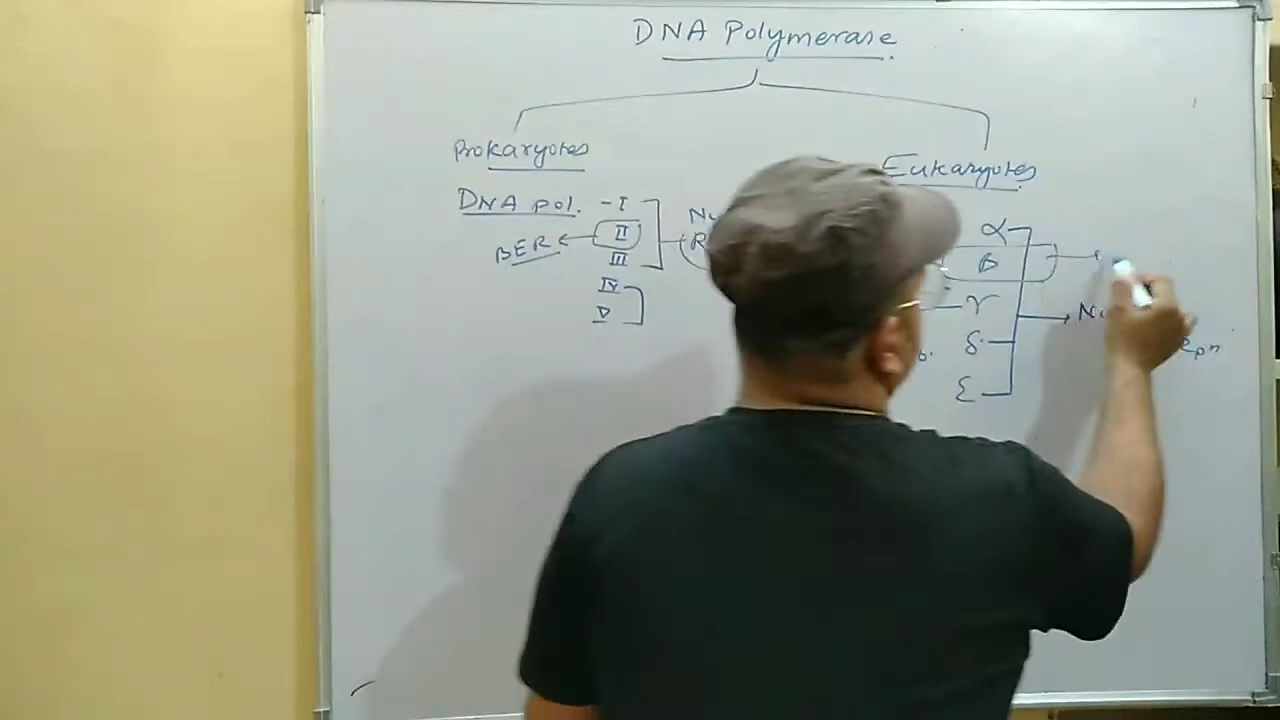 DNA Polymerase
Prokaryotes
Eukaryotes
DNA pol. - I
BER ← II
III
IV
V
α
β
γ
δ
ε